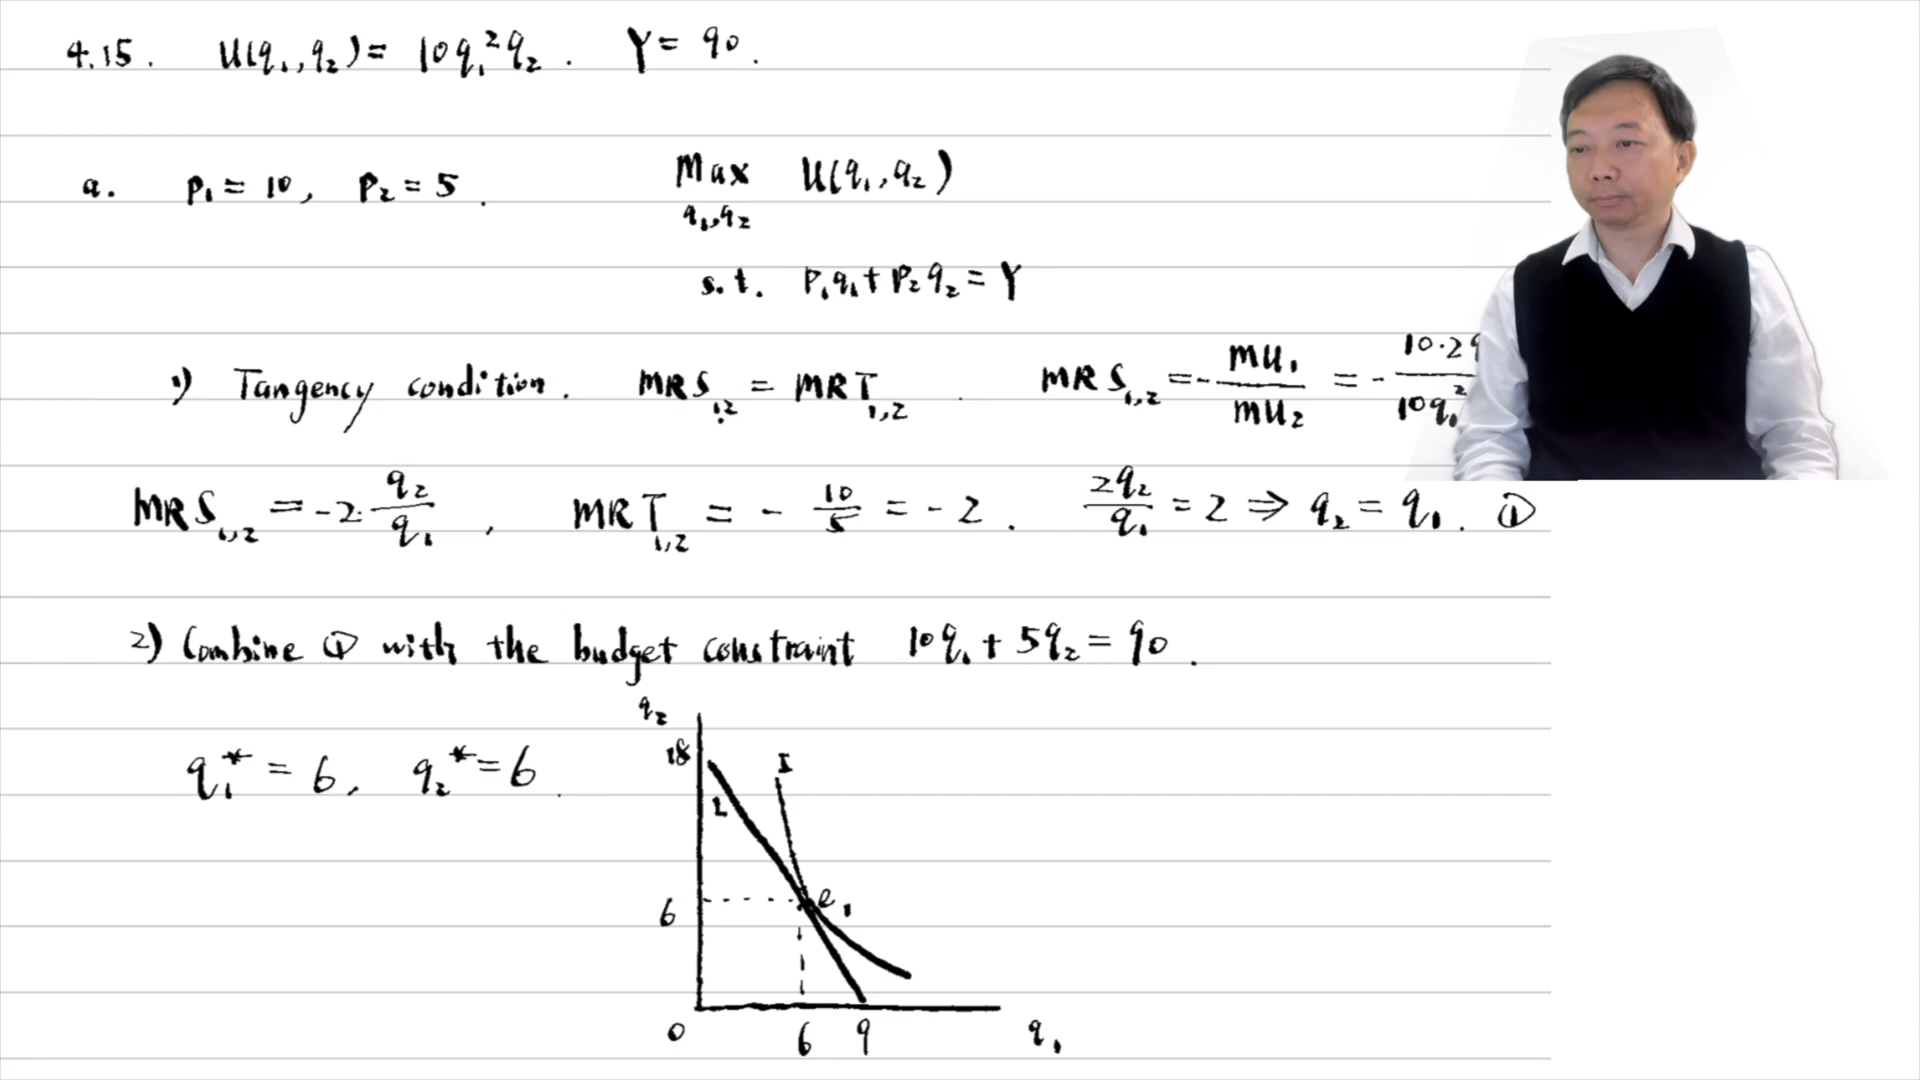 4.15. U(q₁,q₂)= 10q₁²q₂. Y= 90.
a. P₁= 10, P₂= 5. Max U(q₁,q₂)
q₁,q₂
s.t. P₁q₁+P₂q₂=Y
1) Tangency condition. MRS₁,₂ = MRT₁,₂. MRS₁,₂ =- MU₁/MU₂ = - 10·2q/10q₁²
MRS₁,₂ = -2·q₂/q₁, MRT₁,₂ = - 10/5 = -2. 2q₂/q₁ = 2 ⇒ q₂= q₁. ①
2) Combine ① with the budget constraint 10q₁+ 5q₂= 90.
q₁* = 6, q₂*=6.
q₂
18
I
L
6
e₁
0 6 9 q₁